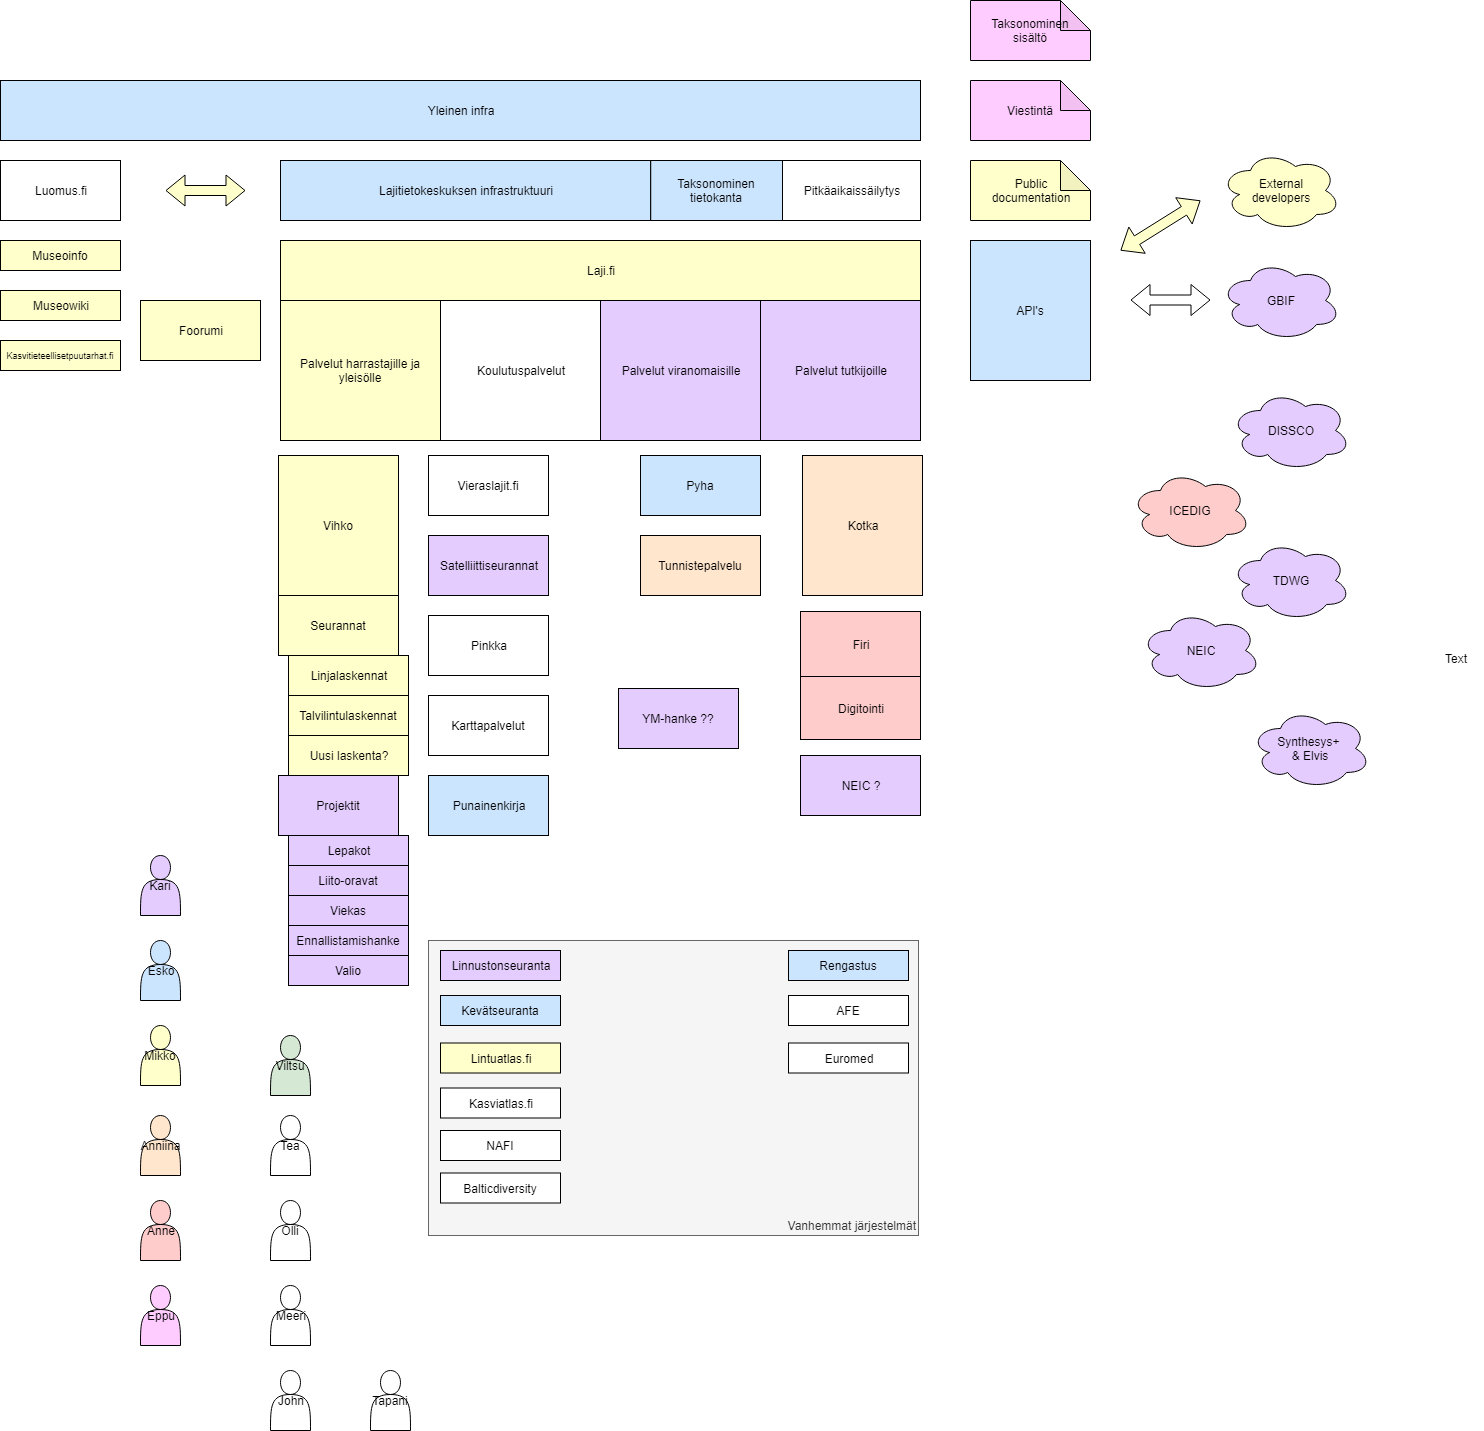 Taksonominen
sisältö
Yleinen infra
Viestintä
Luomus.fi
Lajitietokeskuksen infrastruktuuri
Taksonominen
tietokanta
Pitkäaikaissäilytys
Public
documentation
External
developers
Museoinfo
Laji.fi
API's
GBIF
Museowiki
Foorumi
Kasvitieteellisetpuutarhat.fi
Palvelut harrastajille ja
yleisölle
Koulutuspalvelut
Palvelut viranomaisille
Palvelut tutkijoille
DISSCO
Vihko
Vieraslajit.fi
Pyha
Kotka
ICEDIG
Satelliittiseurannat
Tunnistepalvelu
TDWG
Seurannat
Pinkka
Firi
NEIC
Text
Linjalaskennat
Talvilintulaskennat
Uusi laskenta?
Karttapalvelut
YM-hanke ??
Digitointi
Synthesys+
& Elvis
Projektit
Punainenkirja
NEIC ?
Lepakot
Liito-oravat
Viekas
Ennallistamishanke
Valio
Kari
Esko
Mikko
Anniina
Anne
Eppu
Viltsu
Tea
Olli
Meeri
John
Tapani
Linnustonseuranta
Rengastus
Kevätseuranta
AFE
Lintuatlas.fi
Euromed
Kasviatlas.fi
NAFI
Balticdiversity
Vanhemmat järjestelmät